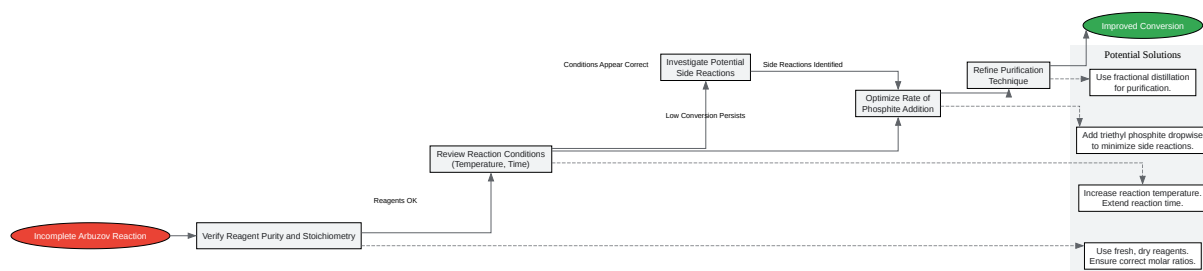 Improved Conversion
Potential Solutions
Conditions Appear Correct
Investigate Potential
Side Reactions
Side Reactions Identified
Refine Purification
Technique
Use fractional distillation
for purification.
Optimize Rate of
Phosphite Addition
Low Conversion Persists
Add triethyl phosphite dropwise
to minimize side reactions.
Review Reaction Conditions
(Temperature, Time)
Increase reaction temperature.
Extend reaction time.
Reagents OK
Incomplete Arbuzov Reaction
Verify Reagent Purity and Stoichiometry
Use fresh, dry reagents.
Ensure correct molar ratios.